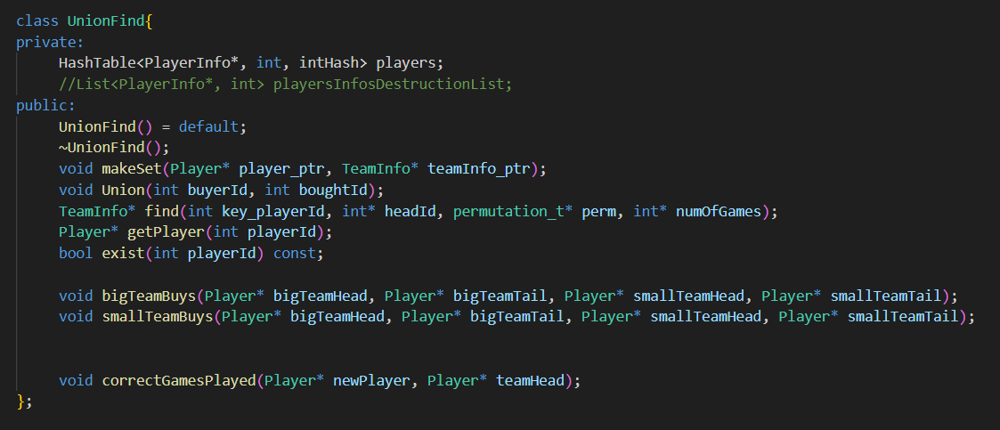 class UnionFind{
private:
HashTable<PlayerInfo*, int, intHash> players;
//List<PlayerInfo*, int> playersInfosDestructionList;
public:
UnionFind() = default;
~UnionFind();
void makeSet(Player* player_ptr, TeamInfo* teamInfo_ptr);
void Union(int buyerId, int boughtId);
TeamInfo* find(int key_playerId, int* headId, permutation_t* perm, int* numOfGames);
Player* getPlayer(int playerId);
bool exist(int playerId) const;
void bigTeamBuys(Player* bigTeamHead, Player* bigTeamTail, Player* smallTeamHead, Player* smallTeamTail);
void smallTeamBuys(Player* bigTeamHead, Player* bigTeamTail, Player* smallTeamHead, Player* smallTeamTail);
void correctGamesPlayed(Player* newPlayer, Player* teamHead);
};